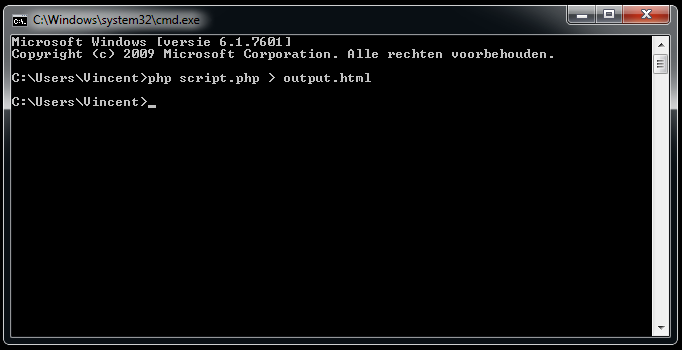 C:\Windows\system32\cmd.exe
Microsoft Windows [versie 6.1.7601]
Copyright (c) 2009 Microsoft Corporation. Alle rechten voorbehouden.
C:\Users\Vincent>php script.php > output.html
C:\Users\Vincent>_